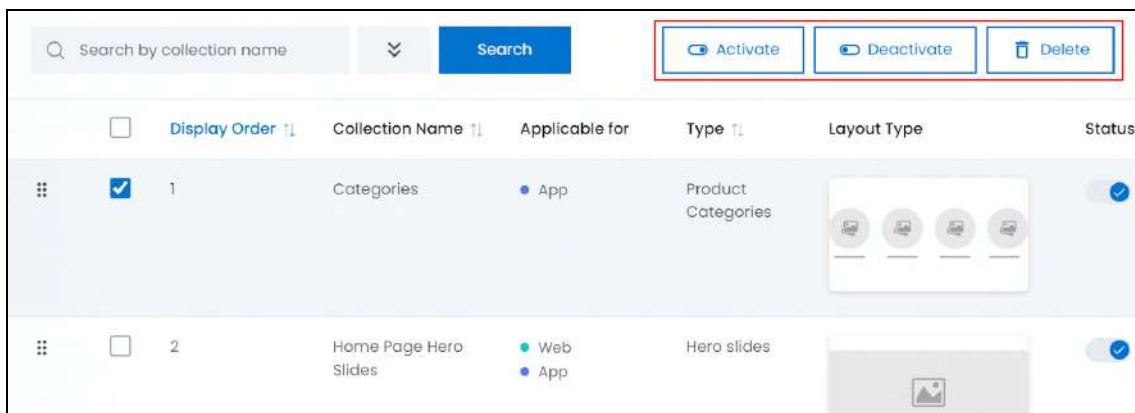 Search by collection name
Search
Activate
Deactivate
Delete
Display Order
Collection Name
Applicable for
Type
Layout Type
Status
1
Categories
App
Product
Categories
2
Home Page Hero
Slides
Web
App
Hero slides